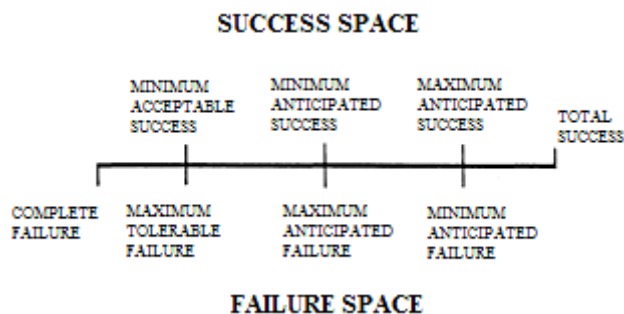 SUCCESS SPACE
MINIMUM
ACCEPTABLE
SUCCESS
MINIMUM
ANTICIPATED
SUCCESS
MAXIMUM
ANTICIPATED
SUCCESS
TOTAL
SUCCESS
COMPLETE
FAILURE
MAXIMUM
TOLERABLE
FAILURE
MAXIMUM
ANTICIPATED
FAILURE
MINIMUM
ANTICIPATED
FAILURE
FAILURE SPACE